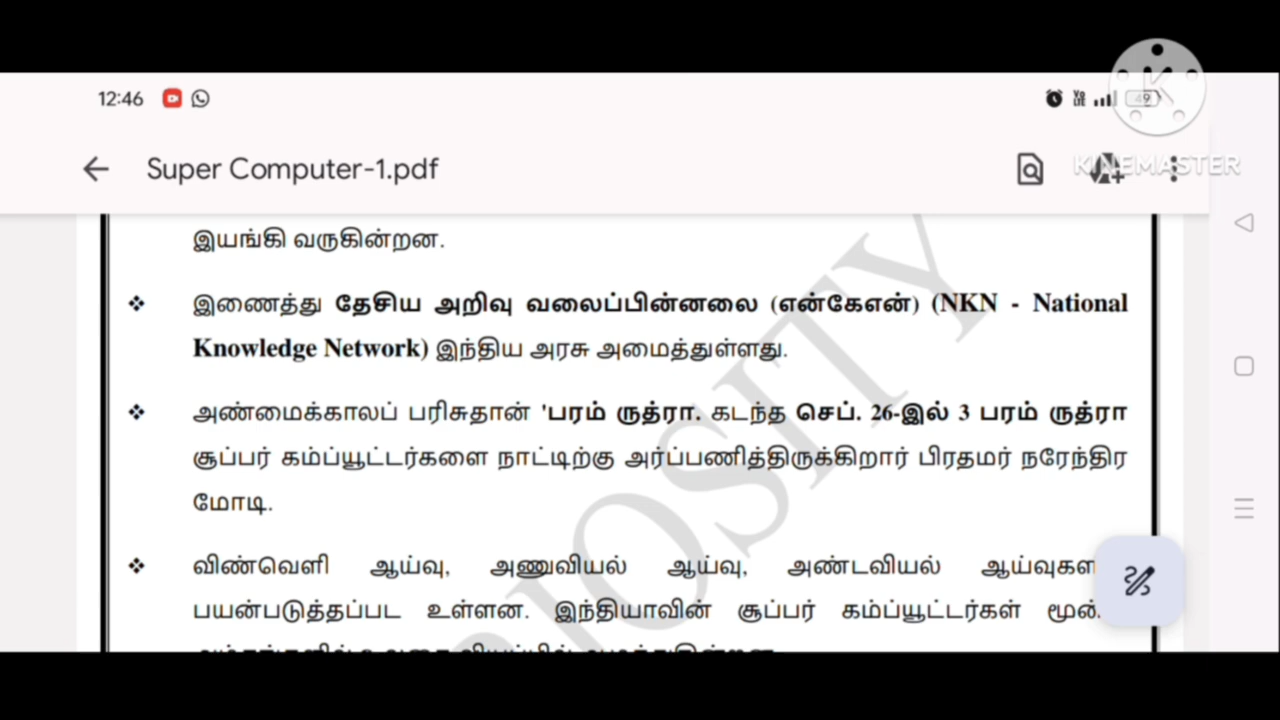 12:46
49
KINEMASTER
Super Computer-1.pdf
இயங்கி வருகின்றன.
❖ இணைத்து தேசிய அறிவு வலைப்பின்னலை (என்கேஎன்) (NKN - National
Knowledge Network) இந்திய அரசு அமைத்துள்ளது.
❖ அண்மைக்காலப் பரிசுதான் 'பரம் ருத்ரா. கடந்த செப். 26-இல் 3 பரம் ருத்ரா
சூப்பர் கம்ப்யூட்டர்களை நாட்டிற்கு அர்ப்பணித்திருக்கிறார் பிரதமர் நரேந்திர
மோடி.
❖ விண்வெளி ஆய்வு, அணுவியல் ஆய்வு, அண்டவியல்
பயன்படுத்தப்பட உள்ளன. இந்தியாவின் சூப்பர் கம்ப்யூட்டர்கள்